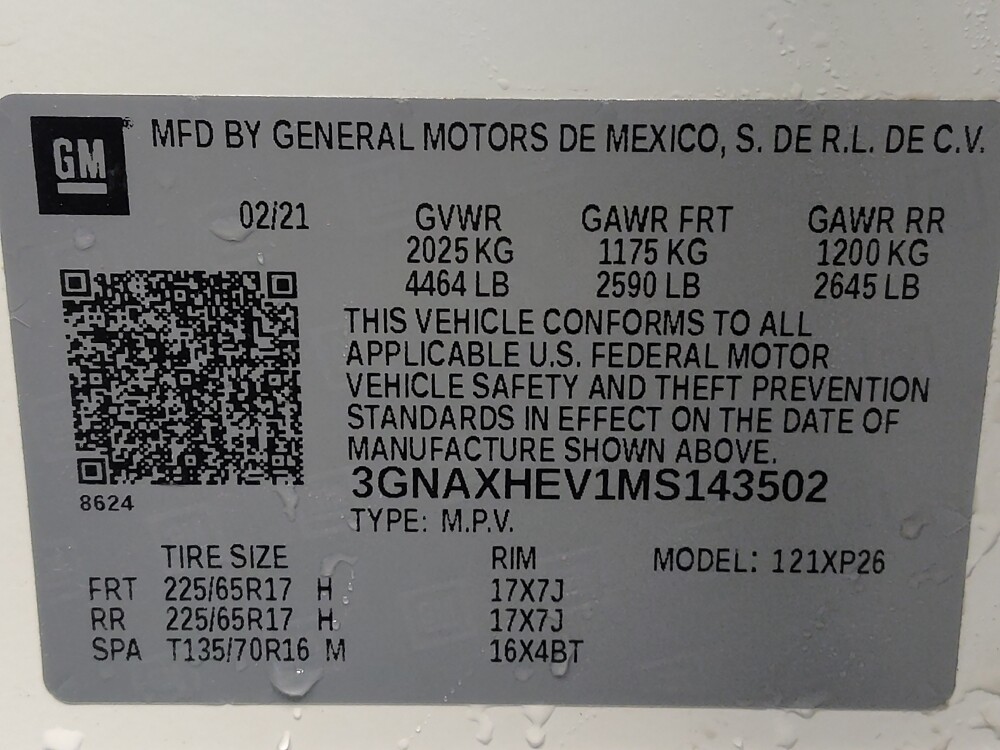 GM® MFD BY GENERAL MOTORS DE MEXICO, S. DE R.L. DE C.V.
02/21 GVWR GAWR FRT GAWR RR
2025 KG 1175 KG 1200 KG
4464 LB 2590 LB 2645 LB
THIS VEHICLE CONFORMS TO ALL
APPLICABLE U.S. FEDERAL MOTOR
VEHICLE SAFETY AND THEFT PREVENTION
STANDARDS IN EFFECT ON THE DATE OF
MANUFACTURE SHOWN ABOVE.
3GNAXHEV1MS143502
8624
TYPE: M.P.V.
TIRE SIZE RIM MODEL: 121XP26
FRT 225/65R17 H 17X7J
RR 225/65R17 H 17X7J
SPA T135/70R16 M 16X4BT